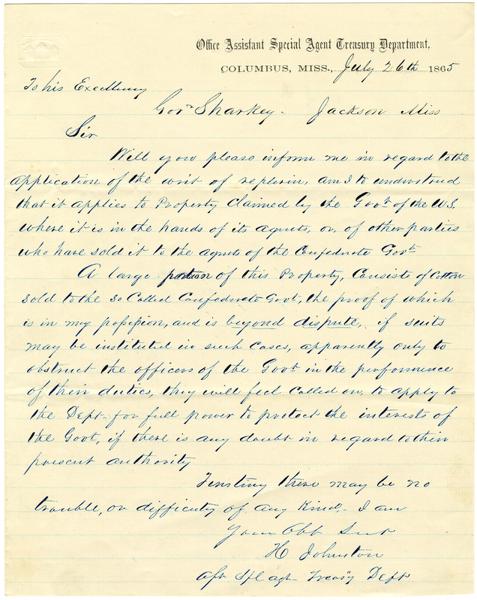 Office Assistant Special Agent Treasury Department,
COLUMBUS, MISS., July 26th 1865
To his Excellency
Govr Sharkey. Jackson Miss
Sir
Will you please inform me in regard to the
application of the writ of replevin, am I to understand
that it applies to Property claimed by the Govt. of the U.S.
where it is in the hands of its agents, or, of other parties
who have sold it to the agents of the Confederate Govt.
A large portion of this Property, Consists of Cotton
sold to the so Called Confederate Govt, the proof of which
is in my possession, and is beyond dispute, if suits
may be instituted in such cases, apparently only to
obstruct the officers of the Govt in the performance
of their duties, they will feel called on, to apply to
the Dept. for full power to protect the interests of
the Govt, if there is any doubt in regard to their
present authority
Trusting there may be no
trouble, or difficulty of any kind. I am
Your Obt Servt
H Johnston
Asst Spl agt Treasy Dept.